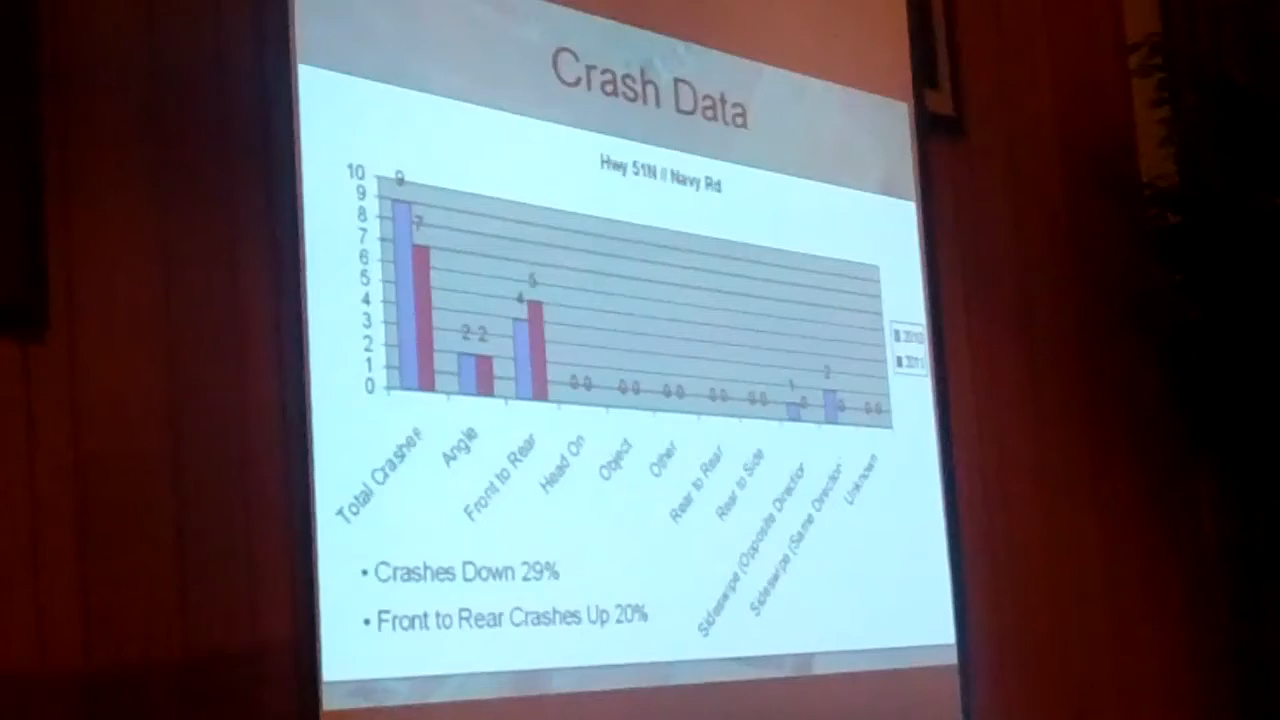 Crash Data
Hwy 51N // Navy Rd
10
9
8
7
6
5
4
3
2
1
0
9
7
2 2
4
5
0 0
0 0
0 0
0 0
0 0
1
0
2
0
0 0
2010
2011
Total Crashes
Angle
Front to Rear
Head On
Object
Other
Rear to Rear
Rear to Side
Sideswipe (Opposite Direction
Sideswipe (Same Direction
Unknown
• Crashes Down 29%
• Front to Rear Crashes Up 20%